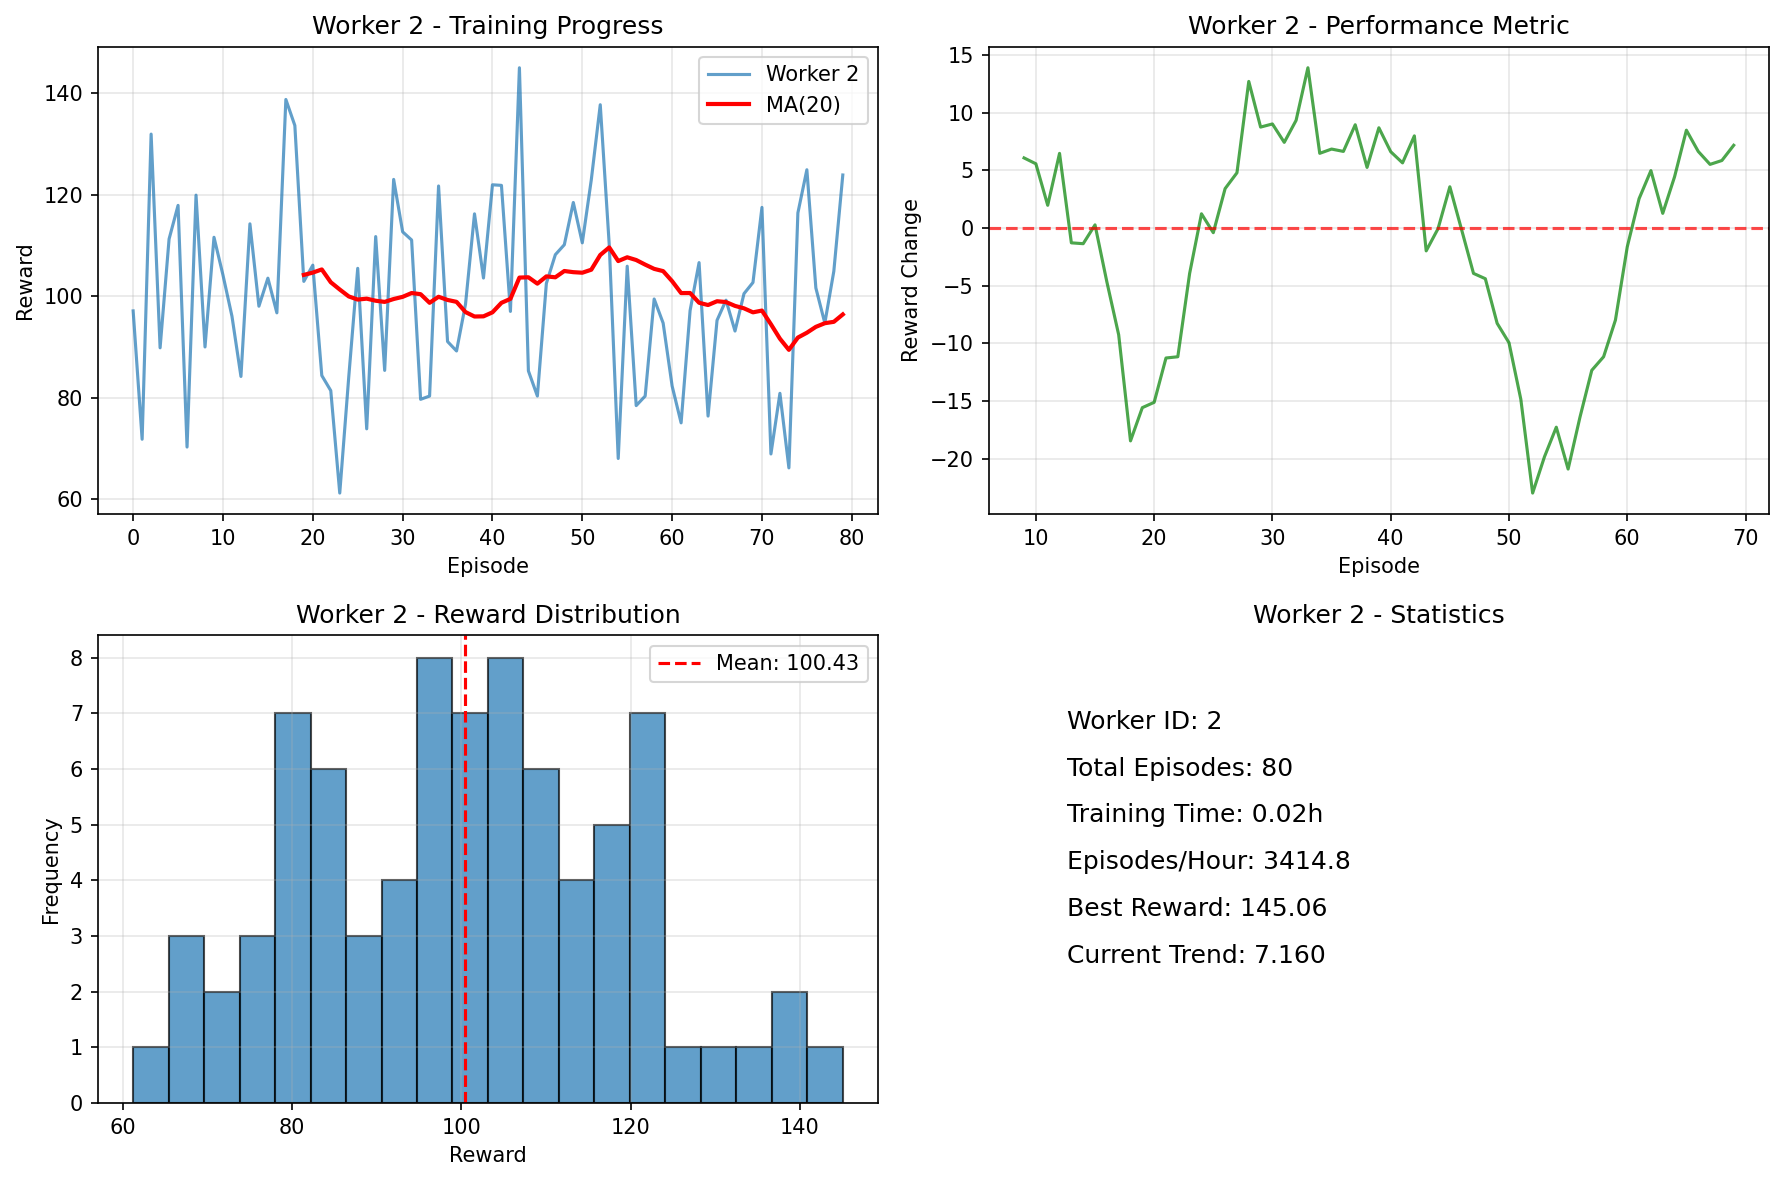 Worker 2 - Training Progress
Reward
140
120
100
80
60
0 10 20 30 40 50 60 70 80
Episode
Worker 2
MA(20)
Worker 2 - Performance Metric
Reward Change
15
10
5
0
−5
−10
−15
−20
10 20 30 40 50 60 70
Episode
Worker 2 - Reward Distribution
Frequency
8
7
6
5
4
3
2
1
0
60 80 100 120 140
Reward
Mean: 100.43
Worker 2 - Statistics
Worker ID: 2
Total Episodes: 80
Training Time: 0.02h
Episodes/Hour: 3414.8
Best Reward: 145.06
Current Trend: 7.160